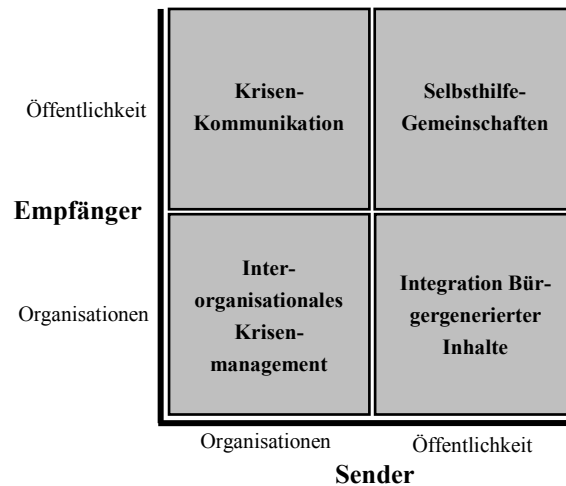 Öffentlichkeit
Krisen-
Kommunikation
Selbsthilfe-
Gemeinschaften
Empfänger
Organisationen
Inter-
organisationales
Krisen-
management
Integration Bür-
gergenerierter
Inhalte
Organisationen
Öffentlichkeit
Sender